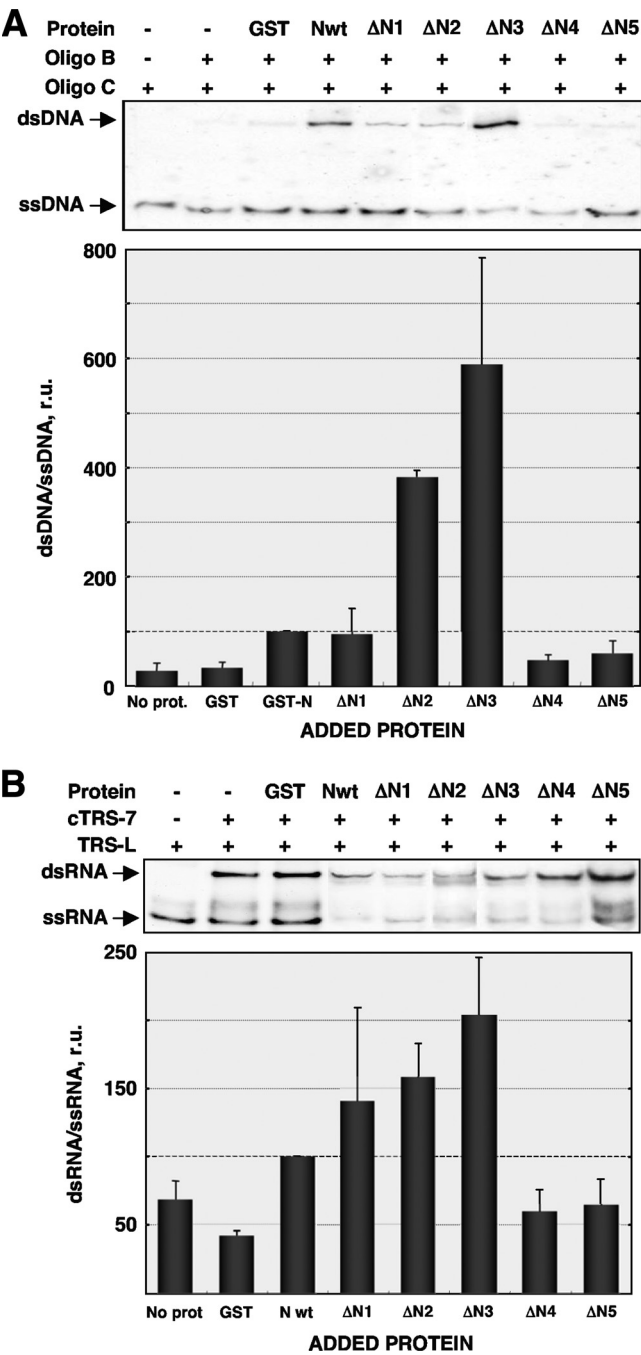 A
Protein - - GST Nwt ΔN1 ΔN2 ΔN3 ΔN4 ΔN5
Oligo B - + + + + + + + +
Oligo C + + + + + + + + +
dsDNA
ssDNA
800
600
400
200
0
dsDNA/ssDNA, r.u.
No prot. GST GST-N ΔN1 ΔN2 ΔN3 ΔN4 ΔN5
ADDED PROTEIN
B
Protein - - GST Nwt ΔN1 ΔN2 ΔN3 ΔN4 ΔN5
cTRS-7 - + + + + + + + +
TRS-L + + + + + + + + +
dsRNA
ssRNA
250
150
50
dsRNA/ssRNA, r.u.
No prot GST N wt ΔN1 ΔN2 ΔN3 ΔN4 ΔN5
ADDED PROTEIN